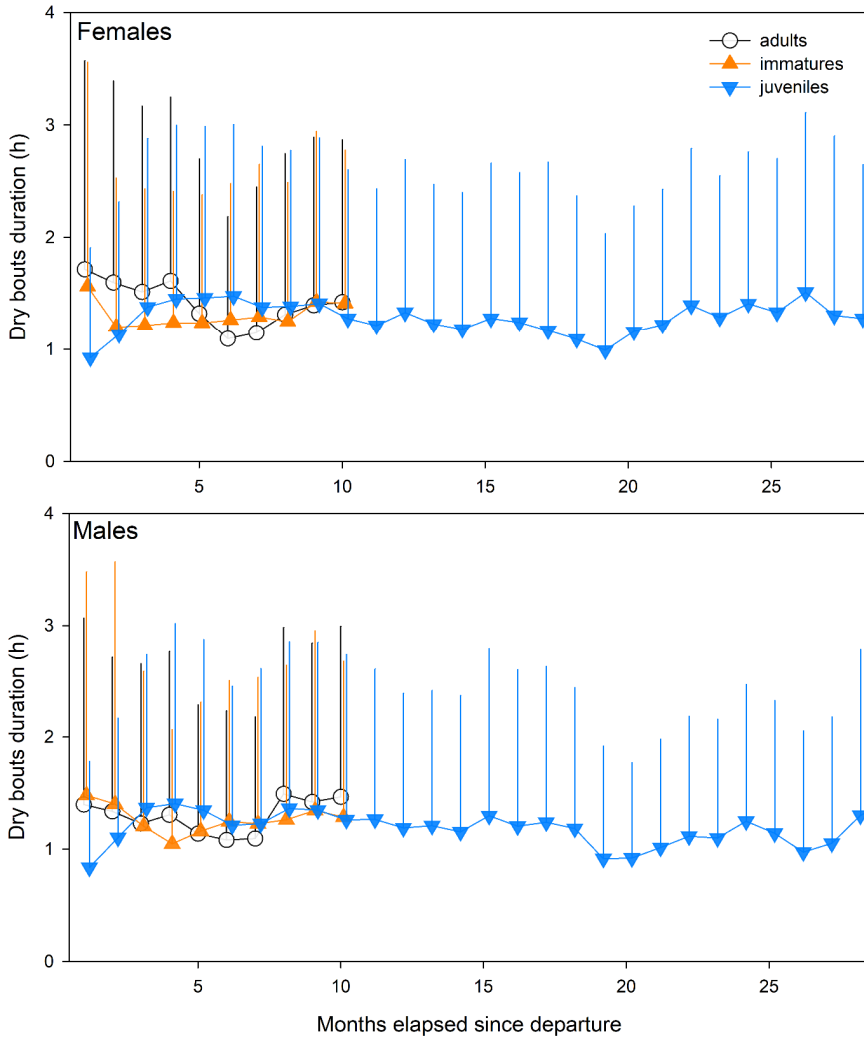 Females
adults
immatures
juveniles
Dry bouts duration (h)
4
3
2
1
0
5
10
15
20
25
Males
Dry bouts duration (h)
4
3
2
1
0
5
10
15
20
25
Months elapsed since departure